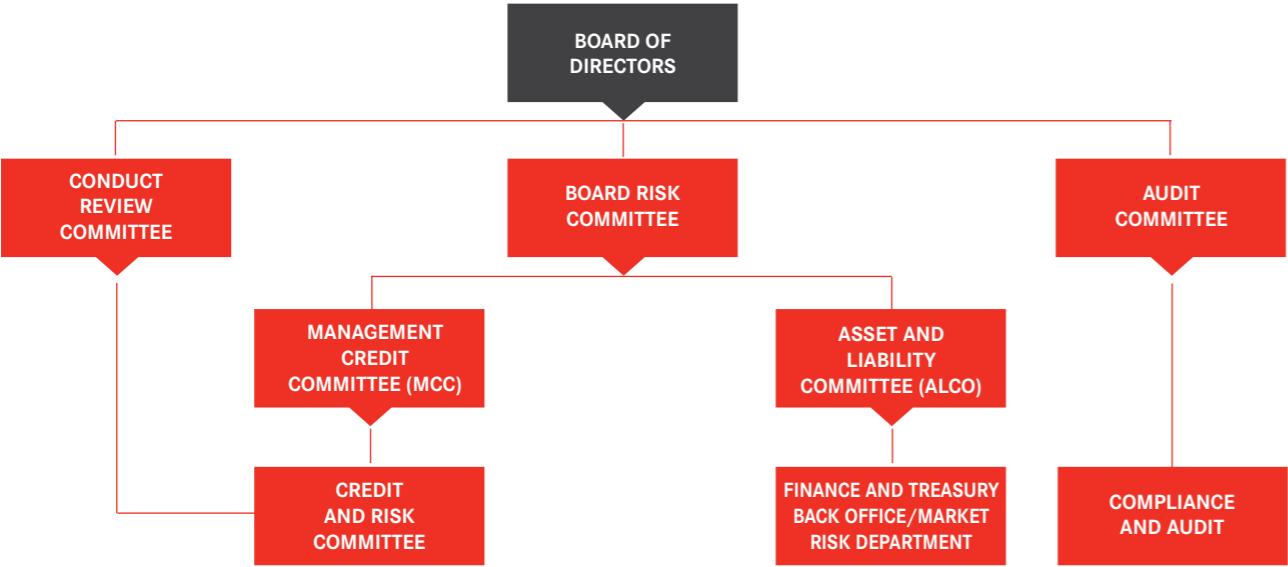 BOARD OF
DIRECTORS
CONDUCT
REVIEW
COMMITTEE
BOARD RISK
COMMITTEE
AUDIT
COMMITTEE
MANAGEMENT
CREDIT
COMMITTEE (MCC)
ASSET AND
LIABILITY
COMMITTEE (ALCO)
CREDIT
AND RISK
COMMITTEE
FINANCE AND TREASURY
BACK OFFICE/MARKET
RISK DEPARTMENT
COMPLIANCE
AND AUDIT